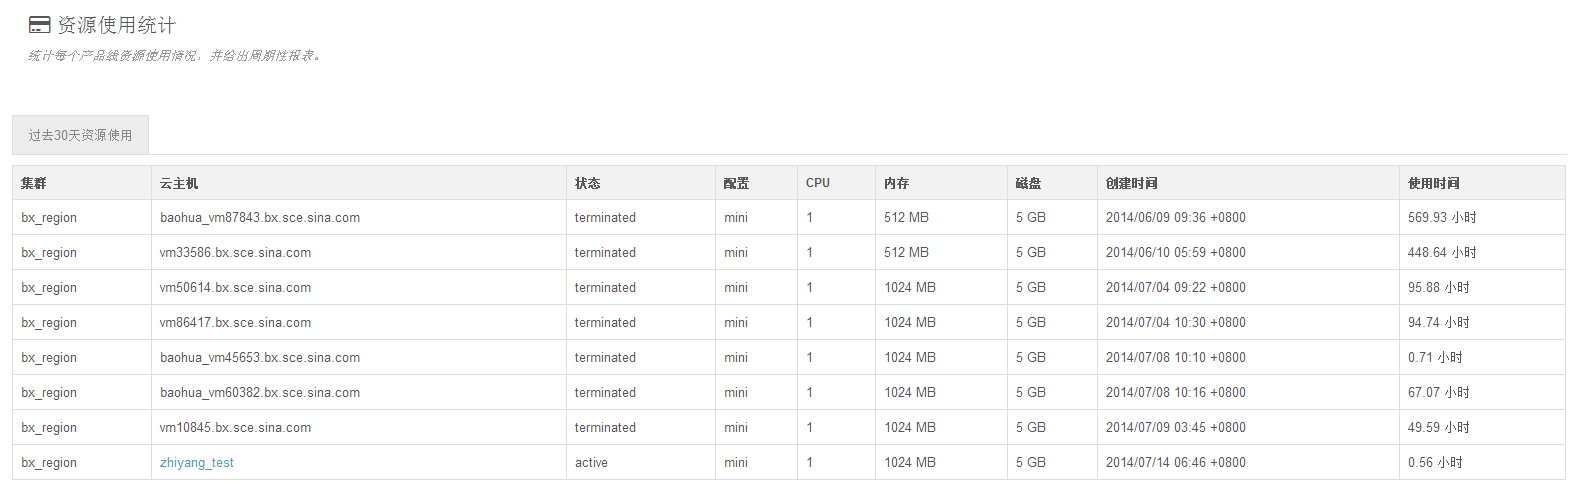 资源使用统计
统计每个产品线资源使用情况，并给出周期性报表。
过去30天资源使用
集群 云主机 状态 配置 CPU 内存 磁盘 创建时间 使用时间
bx_region baohua_vm87843.bx.sce.sina.com terminated mini 1 512 MB 5 GB 2014/06/09 09:36 +0800 569.93 小时
bx_region vm33586.bx.sce.sina.com terminated mini 1 512 MB 5 GB 2014/06/10 05:59 +0800 448.64 小时
bx_region vm50614.bx.sce.sina.com terminated mini 1 1024 MB 5 GB 2014/07/04 09:22 +0800 95.88 小时
bx_region vm86417.bx.sce.sina.com terminated mini 1 1024 MB 5 GB 2014/07/04 10:30 +0800 94.74 小时
bx_region baohua_vm45653.bx.sce.sina.com terminated mini 1 1024 MB 5 GB 2014/07/08 10:10 +0800 0.71 小时
bx_region baohua_vm60382.bx.sce.sina.com terminated mini 1 1024 MB 5 GB 2014/07/08 10:16 +0800 67.07 小时
bx_region vm10845.bx.sce.sina.com terminated mini 1 1024 MB 5 GB 2014/07/09 03:45 +0800 49.59 小时
bx_region zhiyang_test active mini 1 1024 MB 5 GB 2014/07/14 06:46 +0800 0.56 小时